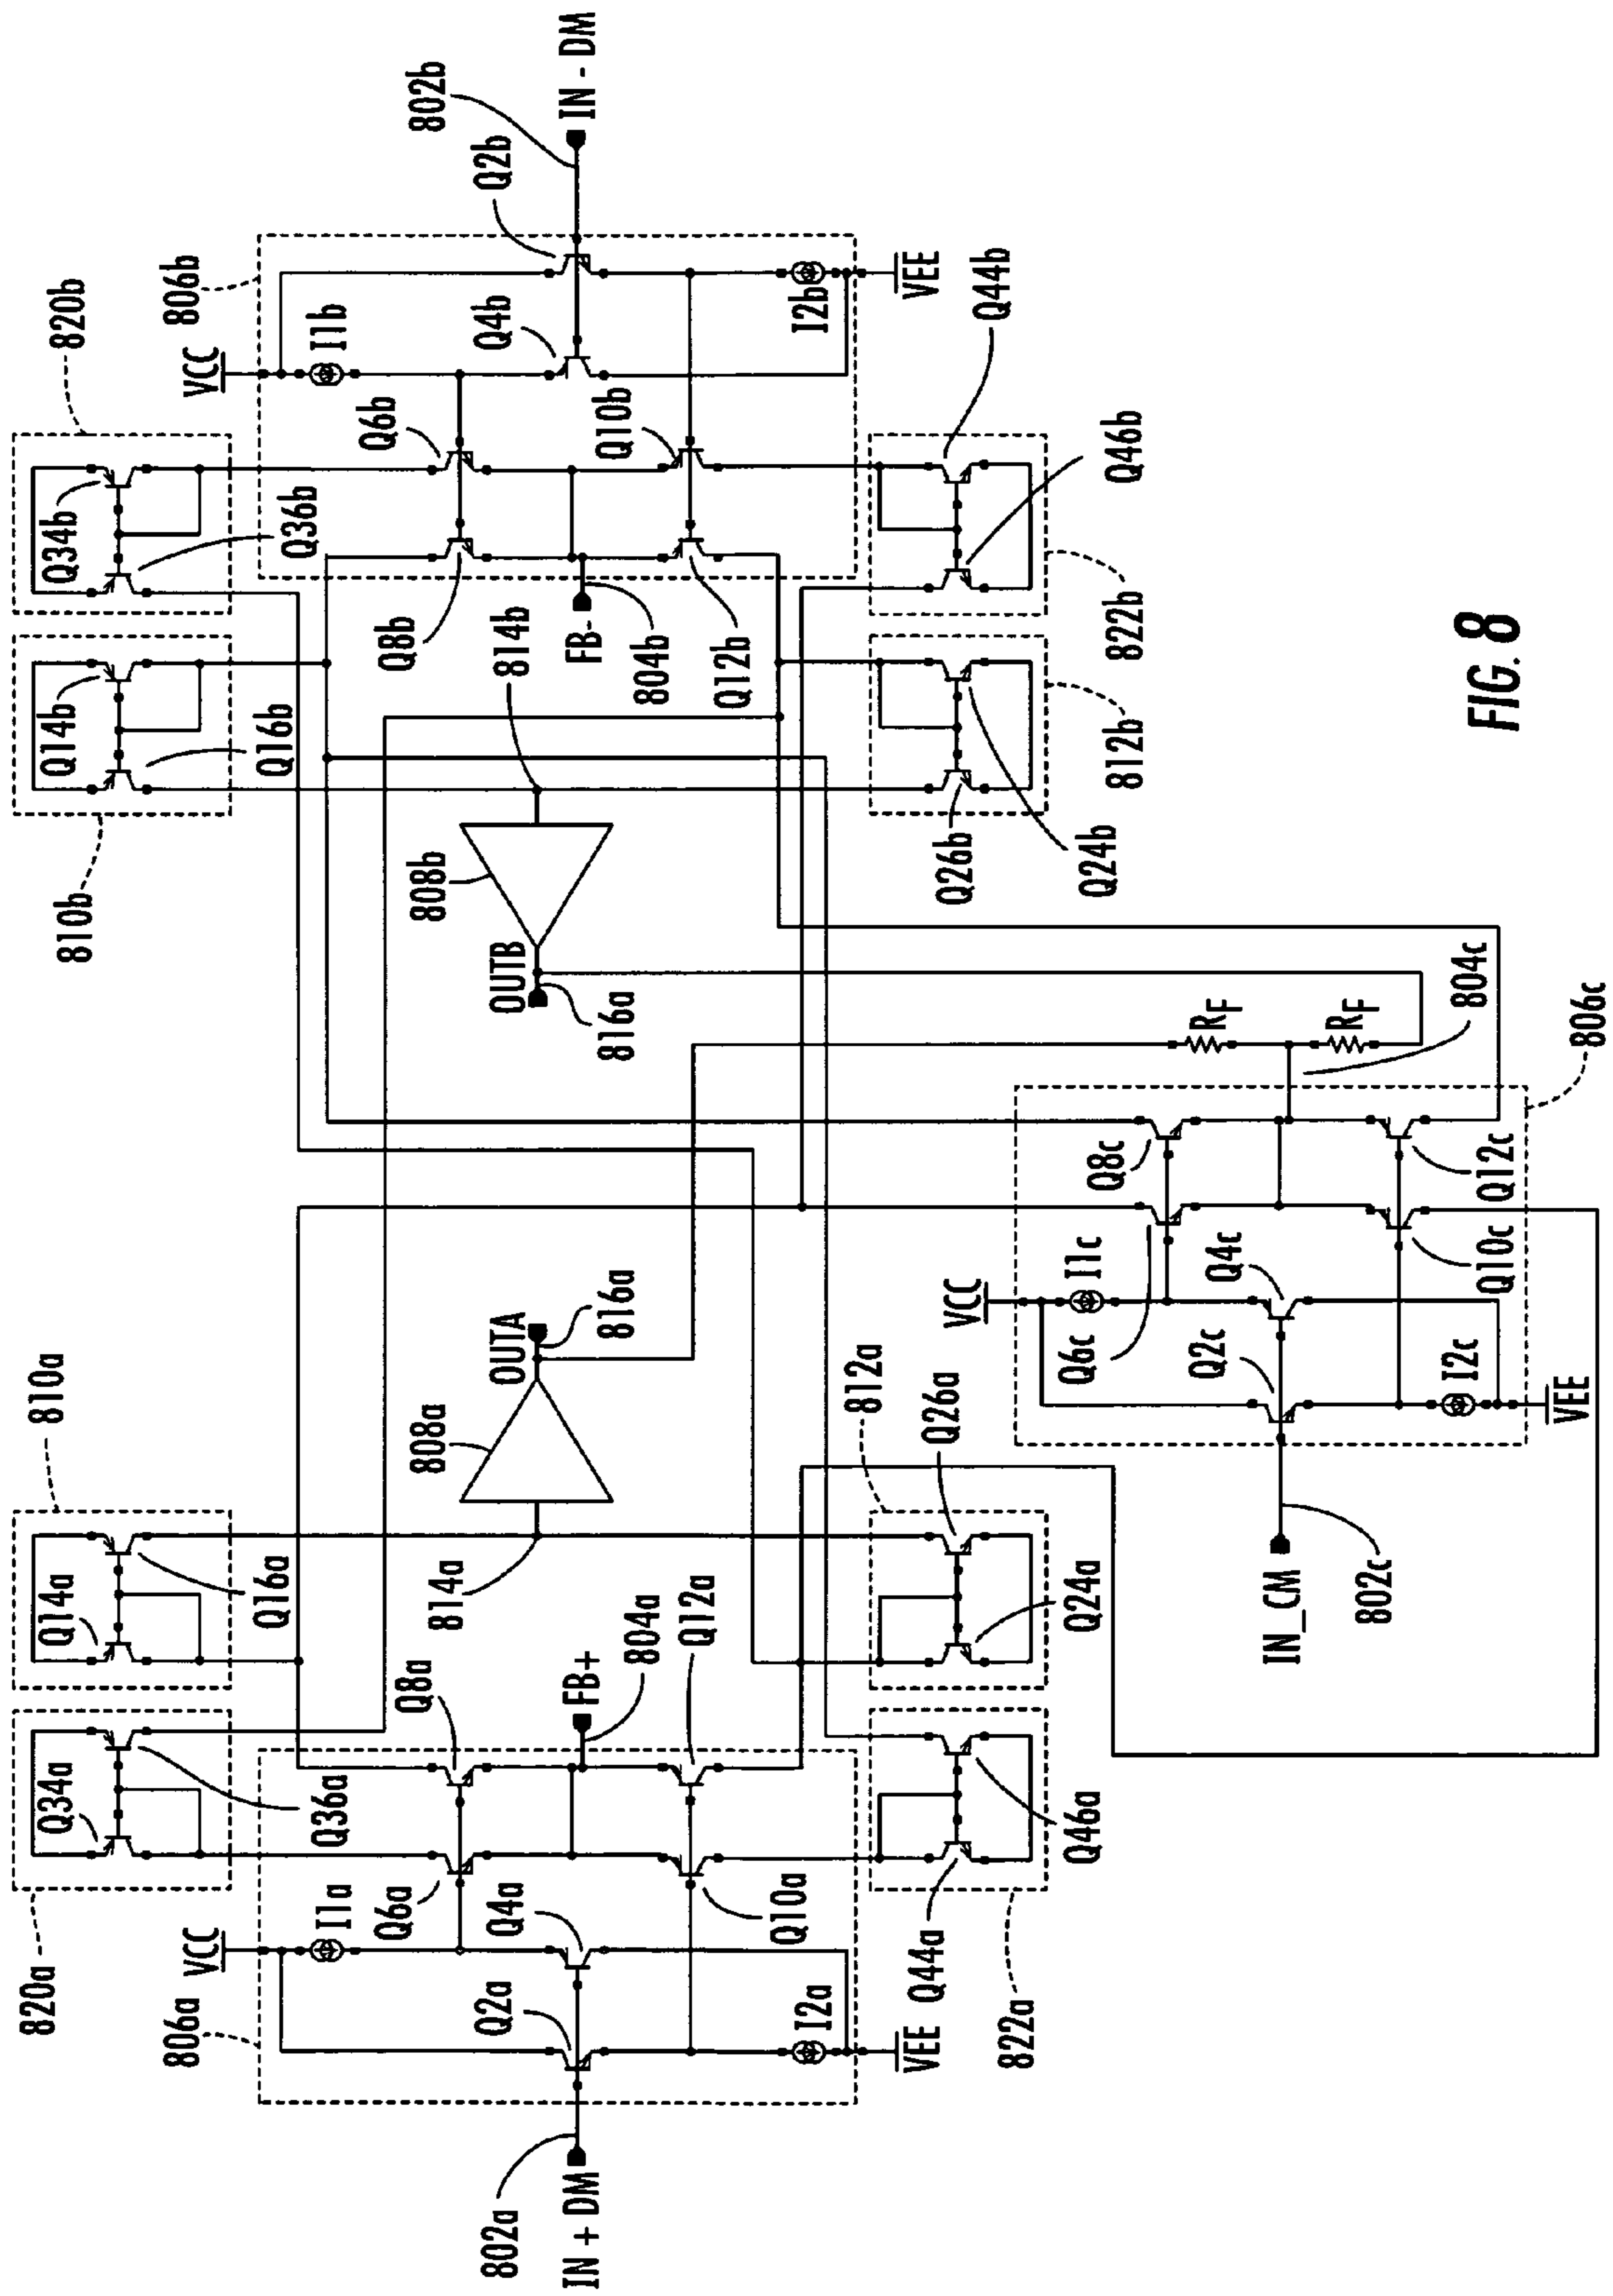 820a
Q34a
Q36a
810a
Q14a
Q16a
810b
Q14b
Q16b
820b
Q34b
Q36b
806a
VCC
I1a
Q6a
Q8a
Q2a
Q4a
802a
IN + DM
FB+
804a
Q10a
Q12a
I2a
VEE
814a
808a
OUTA
816a
OUTB
816a
808b
814b
806b
VCC
I1b
Q8b
Q6b
Q4b
Q2b
802b
IN - DM
FB-
804b
Q12b
Q10b
I2b
VEE
Q44a
Q46a
822a
812a
Q26a
Q24a
Q26b
Q24b
812b
822b
Q44b
Q46b
VCC
I1c
Q6c
Q8c
Q2c
Q4c
IN_CM
802c
I2c
VEE
Q10c
Q12c
RF
RF
804c
806c
FIG. 8